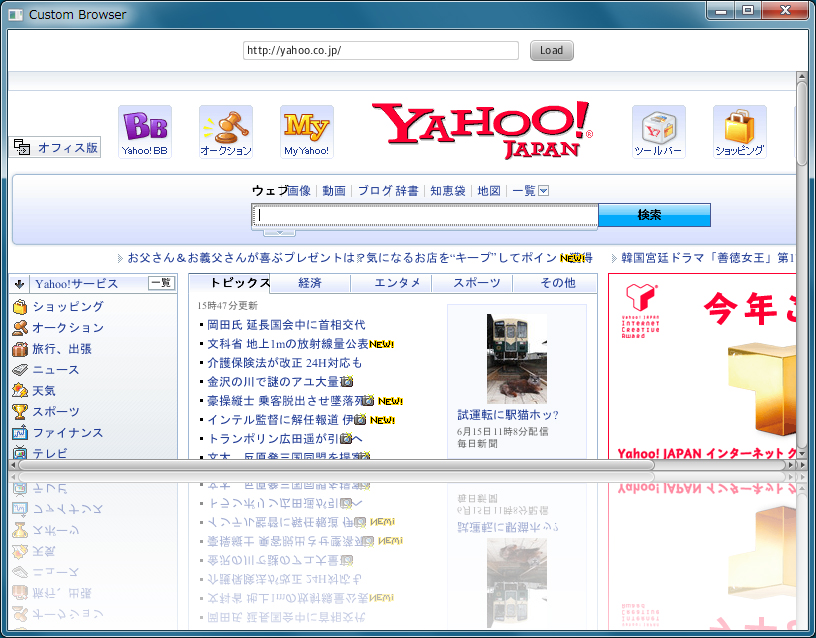 Custom Browser
http://yahoo.co.jp/
Load
オフィス版
Yahoo!BB
オークション
My Yahoo!
YAHOO!
JAPAN
ツールバー
ショッピング
ウェブ 画像 動画 ブログ 辞書 知恵袋 地図 一覧
検索
お父さん&お義父さんが喜ぶプレゼントは!?気になるお店を“キープ”してポイン NEW! 得
韓国宮廷ドラマ「善徳女王」第1
Yahoo!サービス 一覧
ショッピング
オークション
旅行、出張
ニュース
天気
スポーツ
ファイナンス
テレビ
トピックス 経済 エンタメ スポーツ その他
15時47分更新
岡田氏 延長国会中に首相交代
文科省 地上1mの放射線量公表 NEW!
介護保険法が改正 24H対応も
金沢の川で謎のアユ大量
豪操縦士 乗客脱出させ墜落死 NEW!
インテル監督に解任報道 伊 NEW!
トランポリン広田遥が引 へ
試運転に駅猫ホッ?
6月15日11時8分配信
毎日新聞
Yahoo! JAPAN
Internet
Creative
Award
今年こ
Yahoo! JAPAN インターネット ク